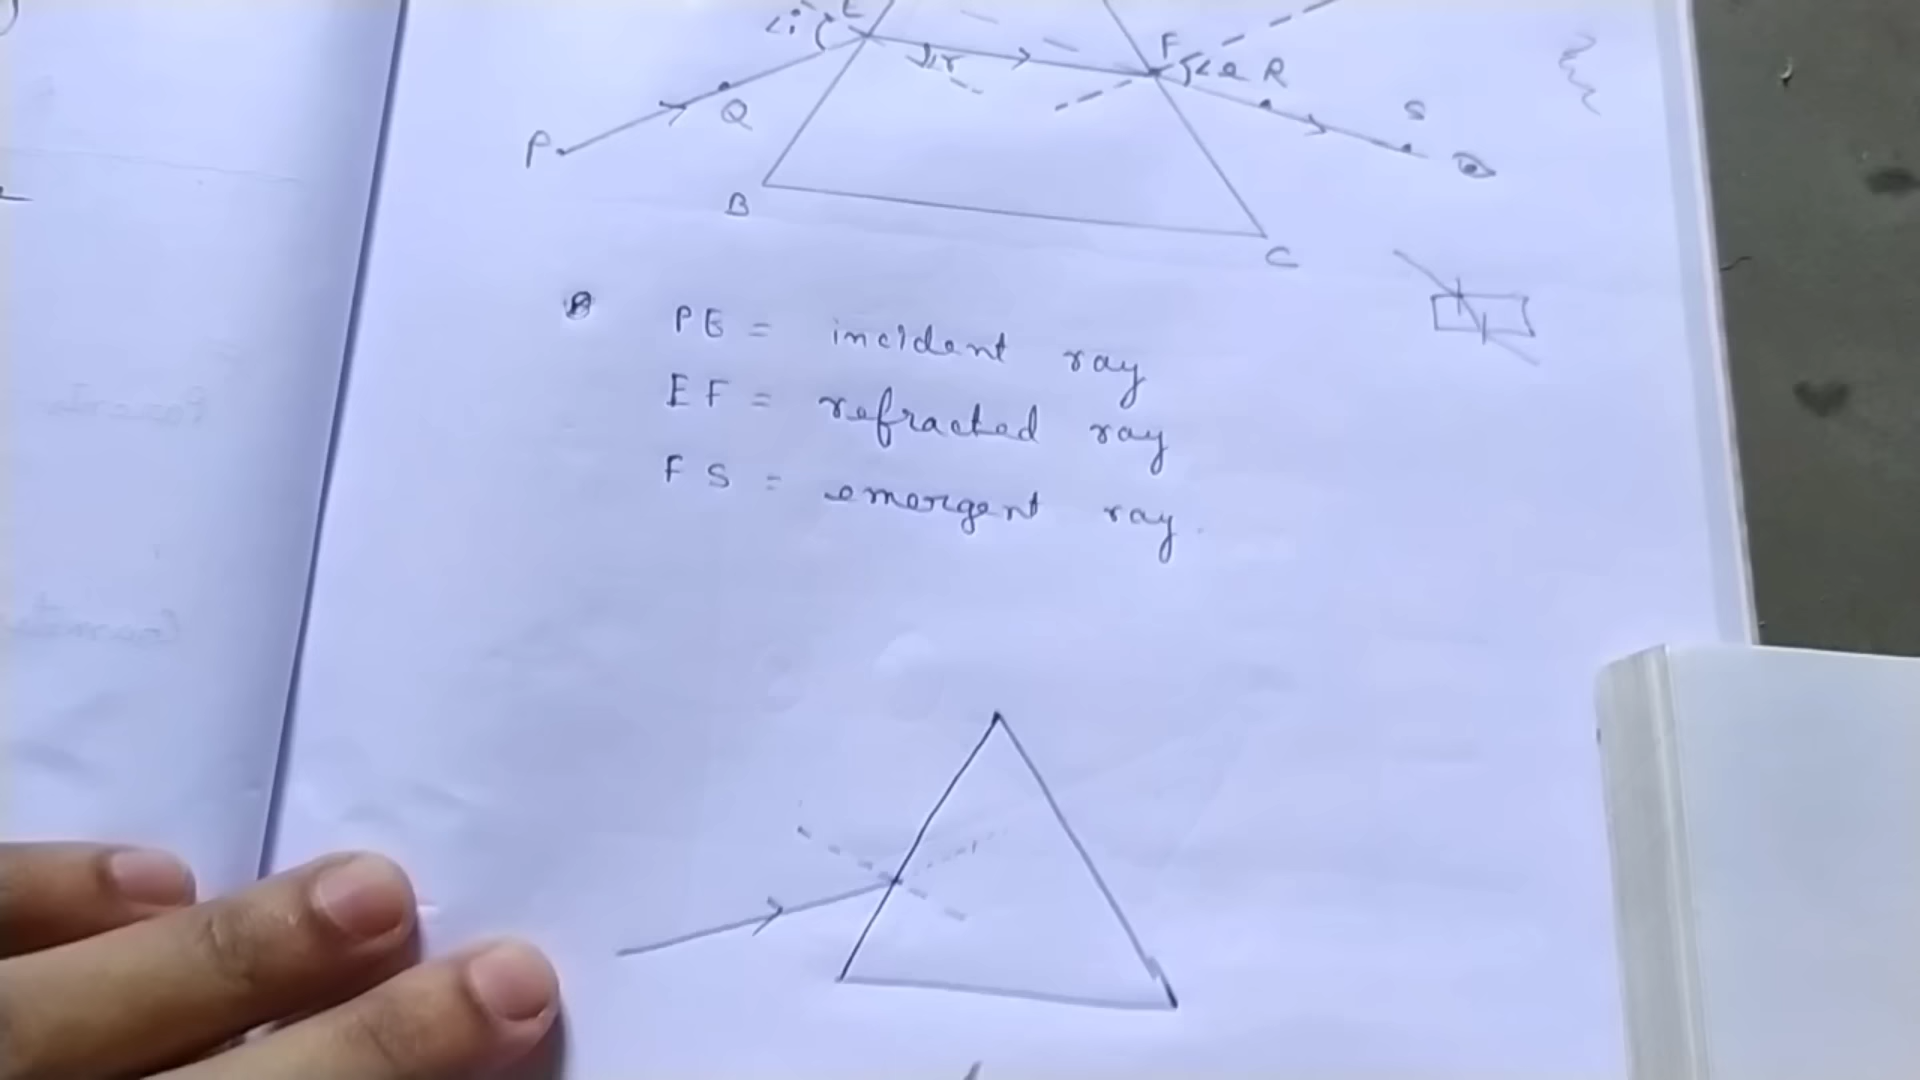 E
∠i
∠r
F
∠e R
S
Q
P
B
C
PE = incident ray
EF = refracted ray
FS = emergent ray